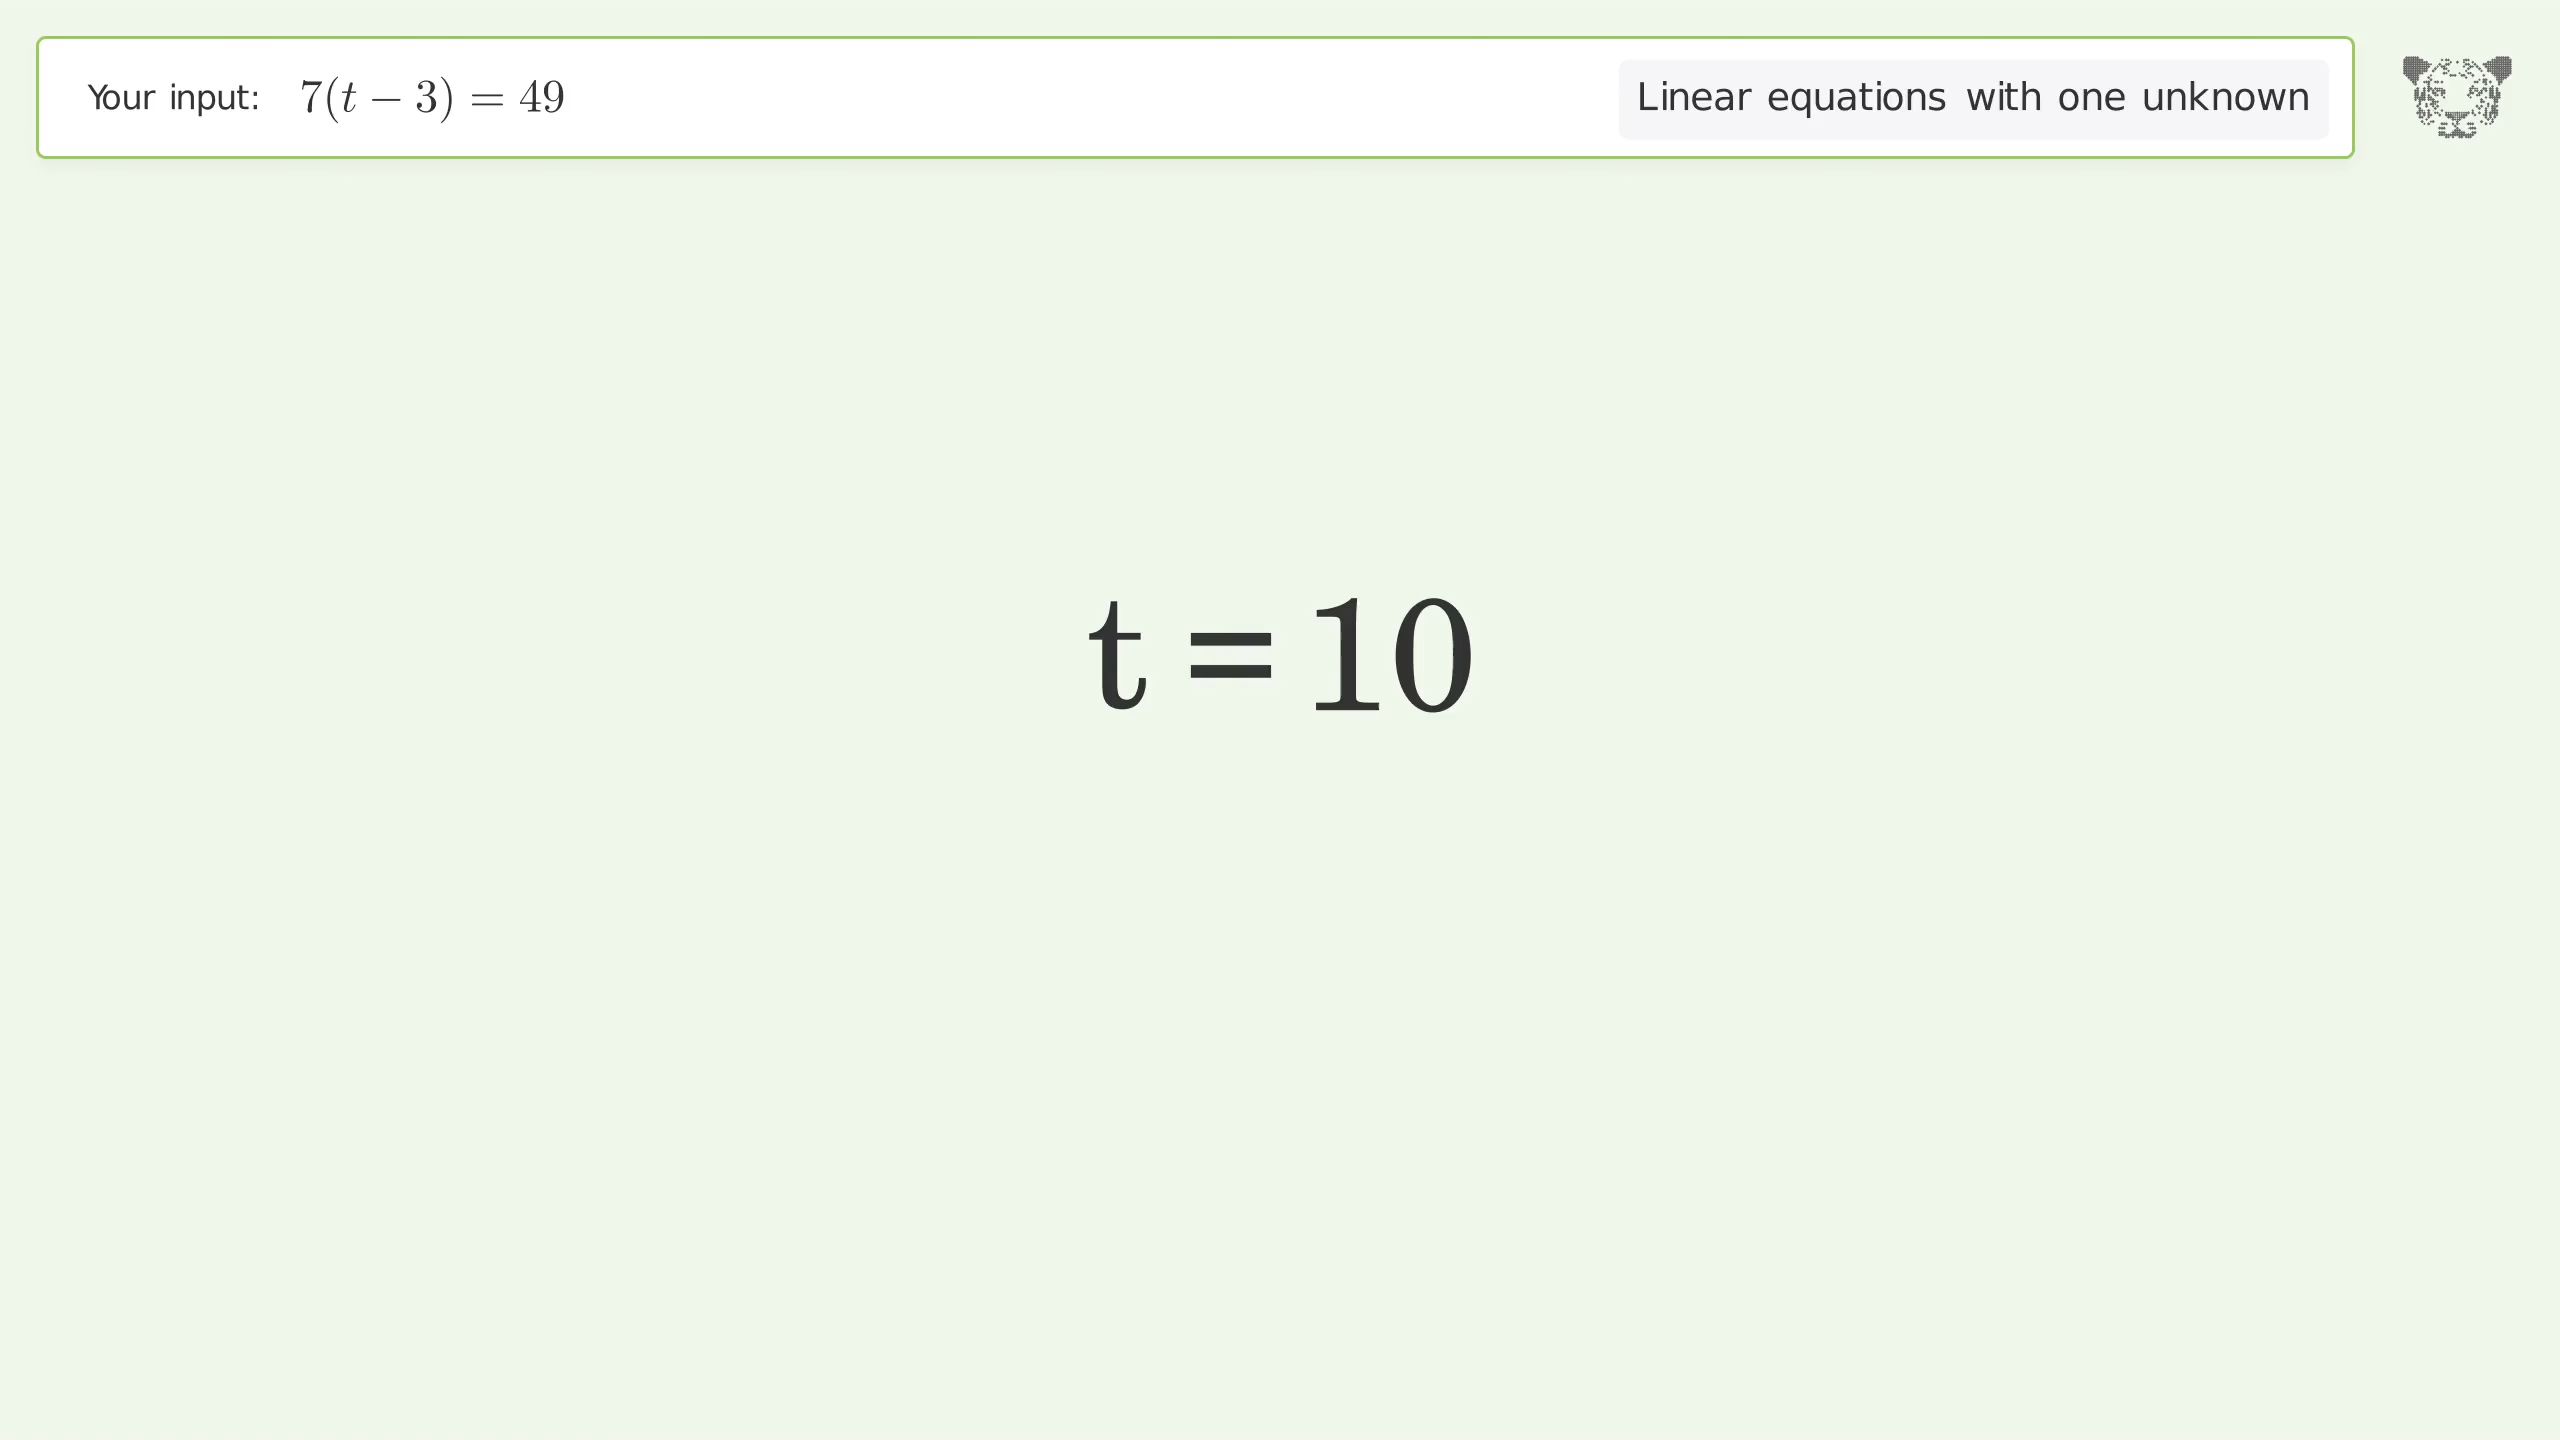 Your input: 7(t − 3) = 49
Linear equations with one unknown
t = 10